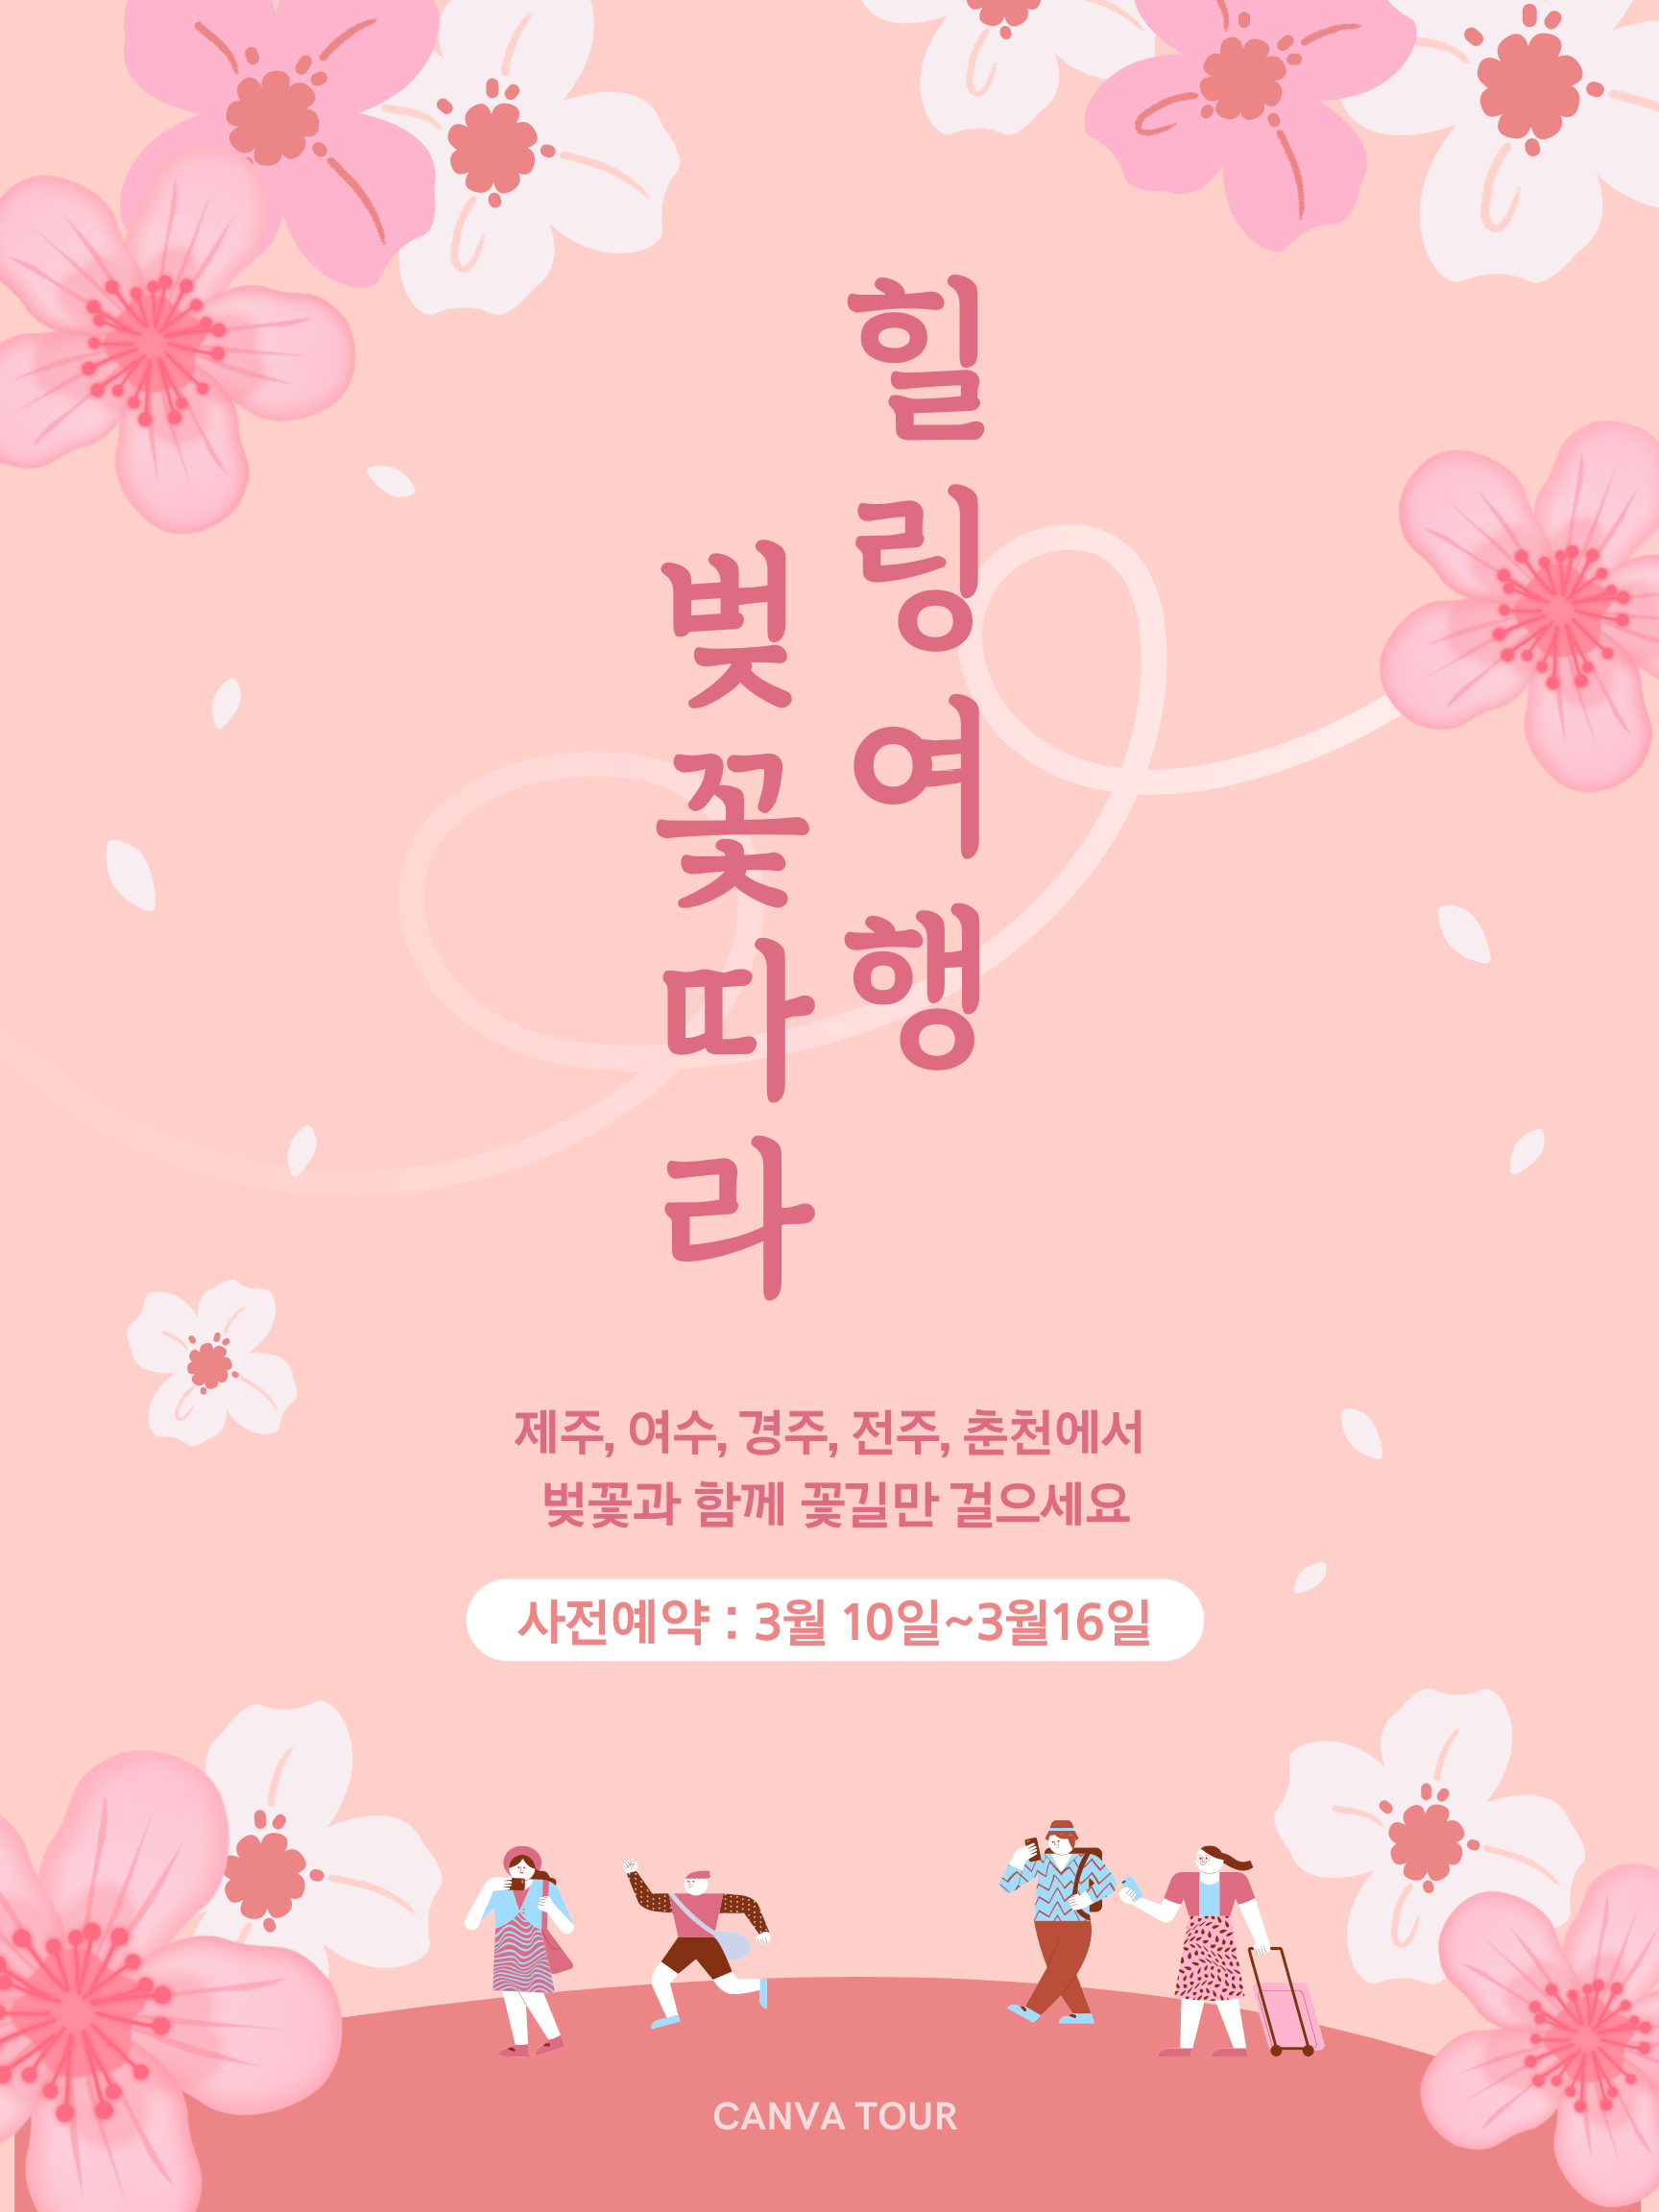 벚꽃따라
힐링여행
제주, 여수, 경주, 전주, 춘천에서
벚꽃과 함께 꽃길만 걸으세요
사전예약 : 3월 10일~3월16일
CANVA TOUR